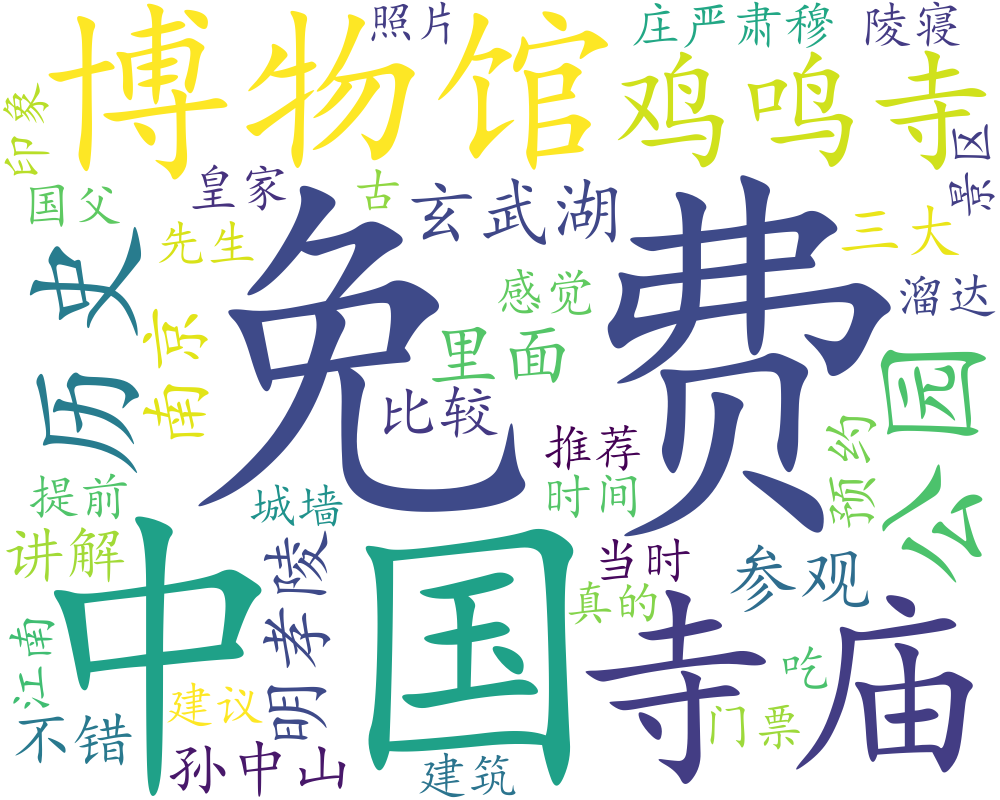 博物馆
照片
庄严肃穆
陵寝
鸡鸣寺
印象
景区
皇家
古
玄武湖
国父
先生
三大
免费
历史
感觉
溜达
南京
里面
公园
比较
推荐
预约
提前
城墙
时间
讲解
中国
明孝陵
当时
参观
真的
寺庙
江南
吃
建议
门票
不错
孙中山
建筑